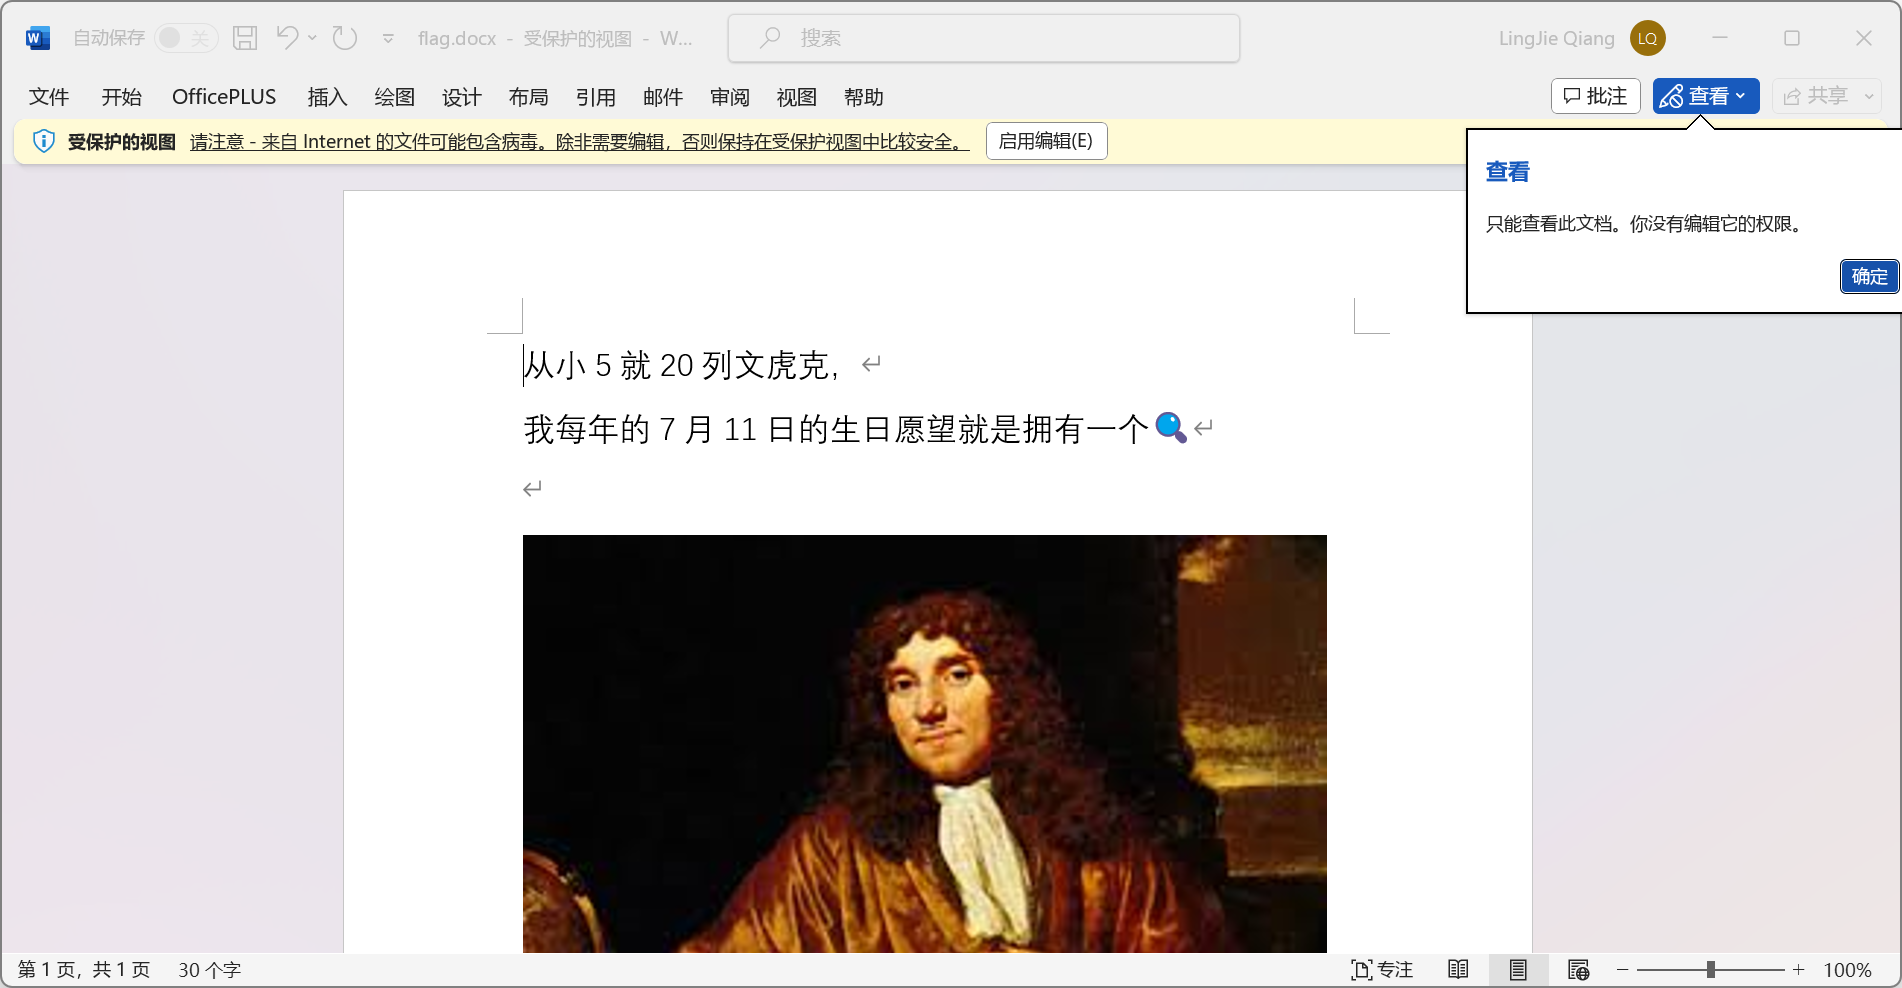 自动保存 关 flag.docx - 受保护的视图 - W... 搜索 LingJie Qiang LQ
文件 开始 OfficePLUS 插入 绘图 设计 布局 引用 邮件 审阅 视图 帮助 批注 查看 共享
受保护的视图 请注意 - 来自 Internet 的文件可能包含病毒。除非需要编辑，否则保持在受保护视图中比较安全。 启用编辑(E)
查看
只能查看此文档。你没有编辑它的权限。
确定
从小 5 就 20 列文虎克，
我每年的 7 月 11 日的生日愿望就是拥有一个🔍
第 1 页，共 1 页 30 个字 专注 100%